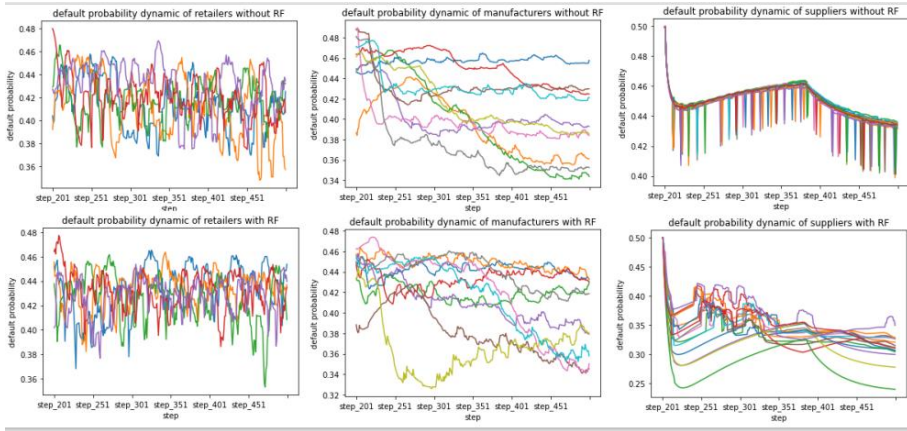 default probability dynamic of retailers without RF
default probability
0.48
0.46
0.44
0.42
0.40
0.38
0.36
step_201 step_251 step_301 step_351 step_401 step_451
step
default probability dynamic of manufacturers without RF
default probability
0.48
0.46
0.44
0.42
0.40
0.38
0.36
0.34
step_201 step_251 step_301 step_351 step_401 step_451
step
default probability dynamic of suppliers without RF
default probability
0.50
0.48
0.46
0.44
0.42
0.40
step_201 step_251 step_301 step_351 step_401 step_451
step
default probability dynamic of retailers with RF
default probability
0.48
0.46
0.44
0.42
0.40
0.38
0.36
step_201 step_251 step_301 step_351 step_401 step_451
step
default probability dynamic of manufacturers with RF
default probability
0.48
0.46
0.44
0.42
0.40
0.38
0.36
0.34
0.32
step_201 step_251 step_301 step_351 step_401 step_451
step
default probability dynamic of suppliers with RF
default probability
0.50
0.45
0.40
0.35
0.30
0.25
step_201 step_251 step_301 step_351 step_401 step_451
step